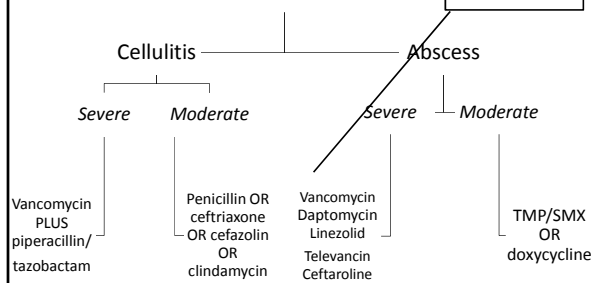 Cellulitis
Abscess
Severe
Moderate
Severe
Moderate
Vancomycin
PLUS
piperacillin/
tazobactam
Penicillin OR
ceftriaxone
OR cefazolin
OR
clindamycin
Vancomycin
Daptomycin
Linezolid
Televancin
Ceftaroline
TMP/SMX
OR
doxycycline